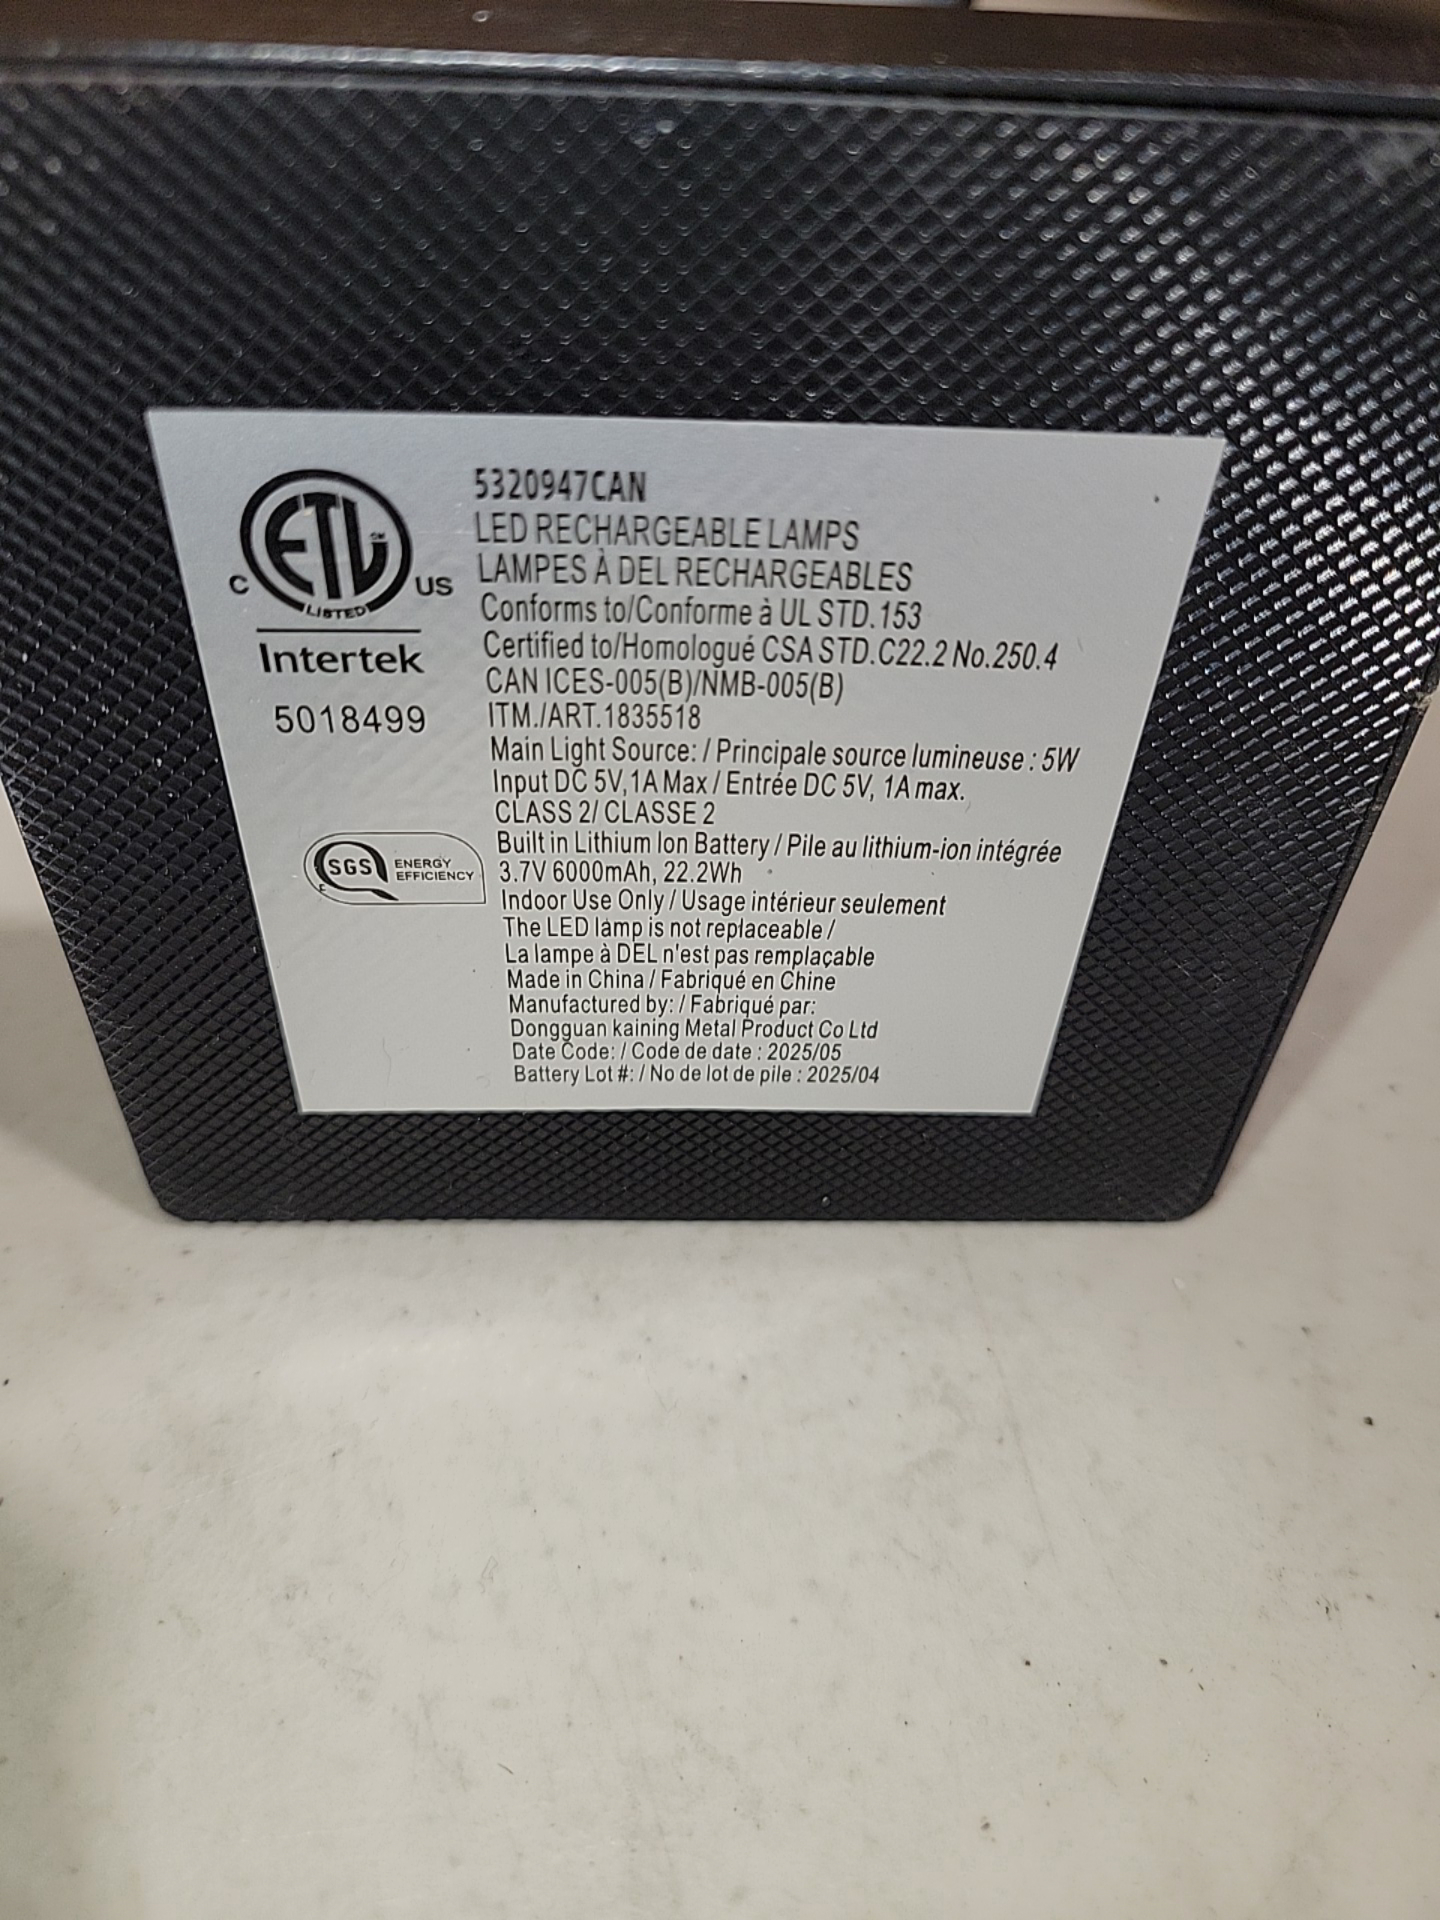 5320947CAN
LED RECHARGEABLE LAMPS
LAMPES À DEL RECHARGEABLES
Conforms to/Conforme à UL STD.153
Certified to/Homologué CSA STD.C22.2 No.250.4
CAN ICES-005(B)/NMB-005(B)
ITM./ART.1835518
Main Light Source: / Principale source lumineuse : 5W
Input DC 5V,1A Max / Entrée DC 5V, 1A max.
CLASS 2/ CLASSE 2
Built in Lithium Ion Battery / Pile au lithium-ion intégrée
3.7V 6000mAh, 22.2Wh
Indoor Use Only / Usage intérieur seulement
The LED lamp is not replaceable /
La lampe à DEL n'est pas remplaçable
Made in China / Fabriqué en Chine
Manufactured by: / Fabriqué par:
Dongguan kaining Metal Product Co Ltd
Date Code: / Code de date : 2025/05
Battery Lot #: / No de lot de pile : 2025/04
ETL SM
C US
LISTED
Intertek
5018499
SGS
C
ENERGY
EFFICIENCY